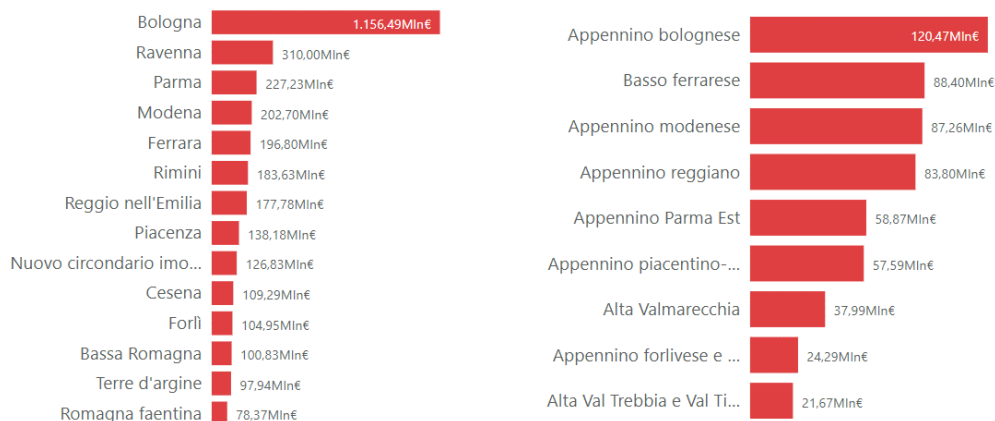 Bologna 1.156,49Mln€
Ravenna 310,00Mln€
Parma 227,23Mln€
Modena 202,70Mln€
Ferrara 196,80Mln€
Rimini 183,63Mln€
Reggio nell'Emilia 177,78Mln€
Piacenza 138,18Mln€
Nuovo circondario imo... 126,83Mln€
Cesena 109,29Mln€
Forlì 104,95Mln€
Bassa Romagna 100,83Mln€
Terre d'argine 97,94Mln€
Romagna faentina 78,37Mln€
Appennino bolognese 120,47Mln€
Basso ferrarese 88,40Mln€
Appennino modenese 87,26Mln€
Appennino reggiano 83,80Mln€
Appennino Parma Est 58,87Mln€
Appennino piacentino-... 57,59Mln€
Alta Valmarecchia 37,99Mln€
Appennino forlivese e ... 24,29Mln€
Alta Val Trebbia e Val Ti... 21,67Mln€